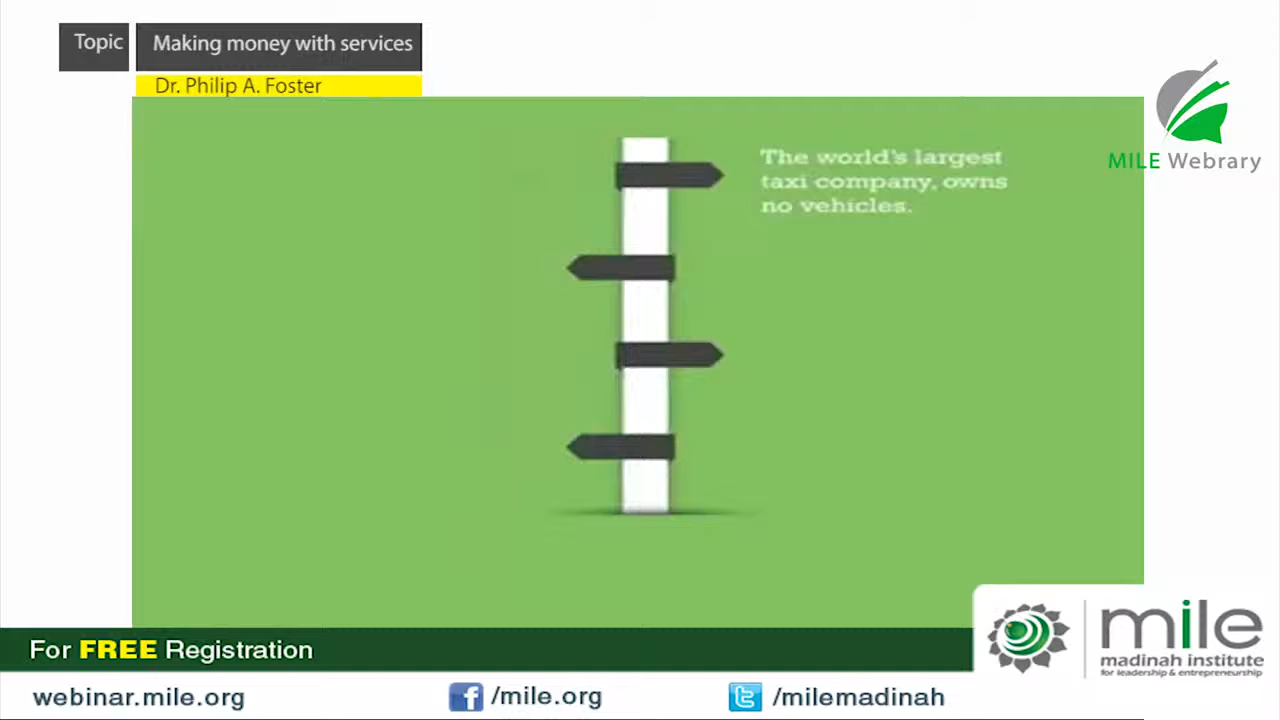 Topic
Making money with services
Dr. Philip A. Foster
MILE Webrary
The world's largest
taxi company, owns
no vehicles.
For FREE Registration
mile
madinah institute
for leadership & entrepreneurship
webinar.mile.org
/mile.org
/milemadinah